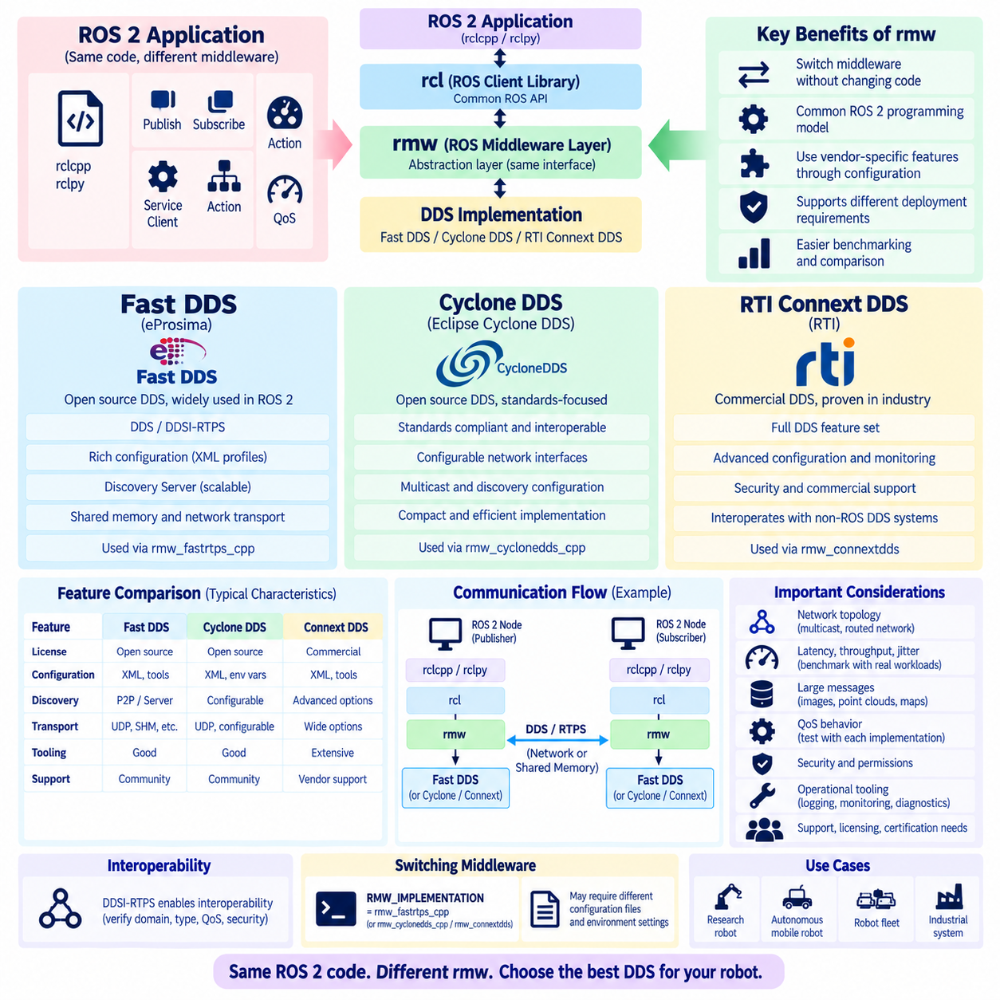 ROS 2 Application
(Same code, different middleware)
</>
rclcpp
rclpy
Publish
Subscribe
Action
Service
Client
Action
QoS
ROS 2 Application
(rclcpp / rclpy)
rcl (ROS Client Library)
Common ROS API
rmw (ROS Middleware Layer)
Abstraction layer (same interface)
DDS Implementation
Fast DDS / Cyclone DDS / RTI Connext DDS
Key Benefits of rmw
Switch middleware
without changing code
Common ROS 2 programming
model
Use vendor-specific features
through configuration
Supports different deployment
requirements
Easier benchmarking
and comparison
Fast DDS
(eProsima)
e
Fast DDS
Open source DDS, widely used in ROS 2
DDS / DDSI-RTPS
Rich configuration (XML profiles)
Discovery Server (scalable)
Shared memory and network transport
Used via rmw_fastrtps_cpp
Cyclone DDS
(Eclipse Cyclone DDS)
CycloneDDS
Open source DDS, standards-focused
Standards compliant and interoperable
Configurable network interfaces
Multicast and discovery configuration
Compact and efficient implementation
Used via rmw_cyclonedds_cpp
RTI Connext DDS
(RTI)
rti
Commercial DDS, proven in industry
Full DDS feature set
Advanced configuration and monitoring
Security and commercial support
Interoperates with non-ROS DDS systems
Used via rmw_connextdds
Feature Comparison (Typical Characteristics)
Feature Fast DDS Cyclone DDS Connext DDS
License Open source Open source Commercial
Configuration XML, tools XML, env vars XML, tools
Discovery P2P / Server Configurable Advanced options
Transport UDP, SHM, etc. UDP, configurable Wide options
Tooling Good Good Extensive
Support Community Community Vendor support
Communication Flow (Example)
ROS 2 Node
(Publisher)
rclcpp / rclpy
rcl
rmw
Fast DDS
(or Cyclone / Connext)
DDS / RTPS
(Network or
Shared Memory)
ROS 2 Node
(Subscriber)
rclcpp / rclpy
rcl
rmw
Fast DDS
(or Cyclone / Connext)
Important Considerations
Network topology
(multicast, routed network)
Latency, throughput, jitter
(benchmark with real workloads)
Large messages
(images, point clouds, maps)
QoS behavior
(test with each implementation)
Security and permissions
Operational tooling
(logging, monitoring, diagnostics)
Support, licensing, certification needs
Interoperability
DDSI-RTPS enables interoperability
(verify domain, type, QoS, security)
Switching Middleware
RMW_IMPLEMENTATION
= rmw_fastrtps_cpp
(or rmw_cyclonedds_cpp / rmw_connextdds)
May require different
configuration files
and environment settings
Use Cases
Research
robot
Autonomous
mobile robot
Robot fleet
Industrial
system
Same ROS 2 code. Different rmw. Choose the best DDS for your robot.